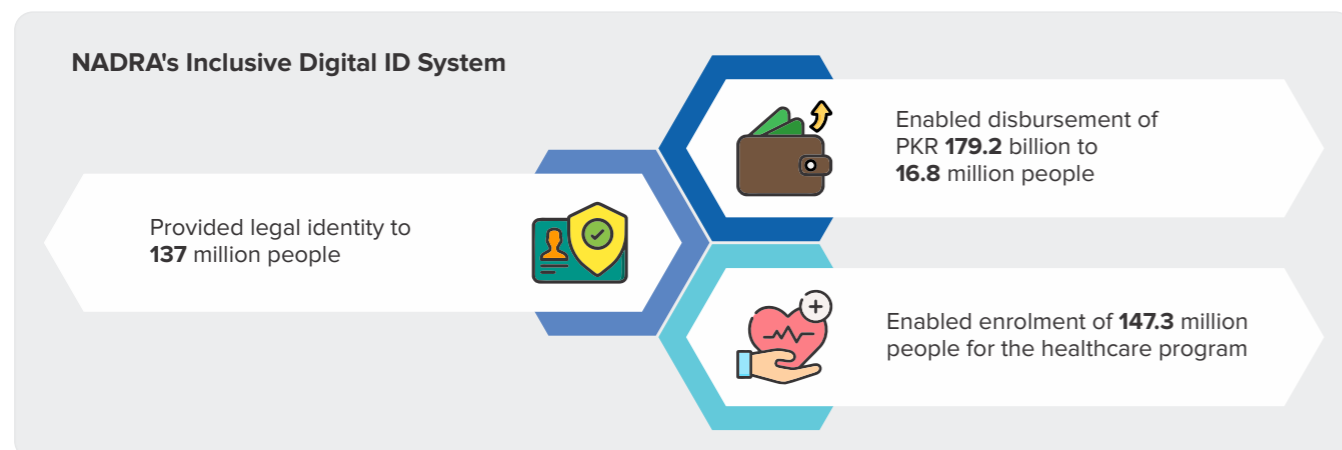 NADRA's Inclusive Digital ID System
Provided legal identity to
137 million people
Enabled disbursement of
PKR 179.2 billion to
16.8 million people
Enabled enrolment of 147.3 million
people for the healthcare program